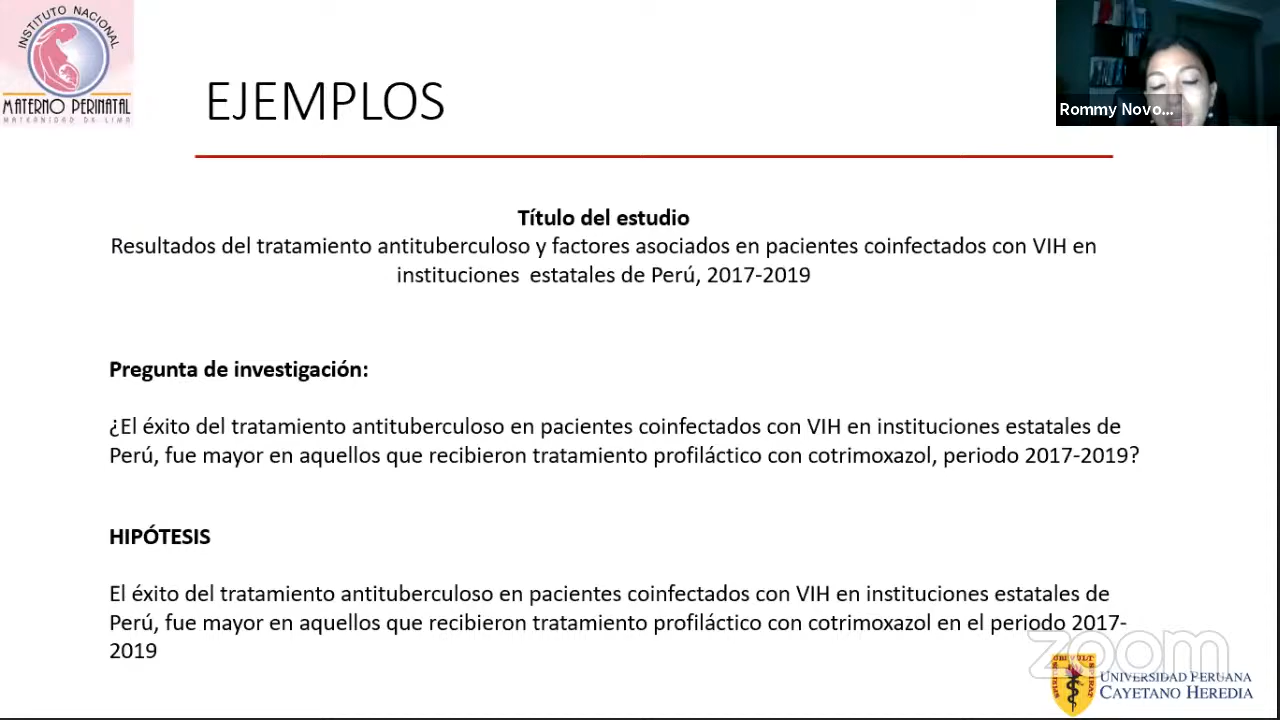 INSTITUTO NACIONAL
MATERNO PERINATAL
MATERNIDAD DE LIMA
EJEMPLOS
Rommy Novo...
Título del estudio
Resultados del tratamiento antituberculoso y factores asociados en pacientes coinfectados con VIH en
instituciones estatales de Perú, 2017-2019
Pregunta de investigación:
¿El éxito del tratamiento antituberculoso en pacientes coinfectados con VIH en instituciones estatales de
Perú, fue mayor en aquellos que recibieron tratamiento profiláctico con cotrimoxazol, periodo 2017-2019?
HIPÓTESIS
El éxito del tratamiento antituberculoso en pacientes coinfectados con VIH en instituciones estatales de
Perú, fue mayor en aquellos que recibieron tratamiento profiláctico con cotrimoxazol en el periodo 2017-
2019
zoom
UNIVERSIDAD PERUANA
CAYETANO HEREDIA